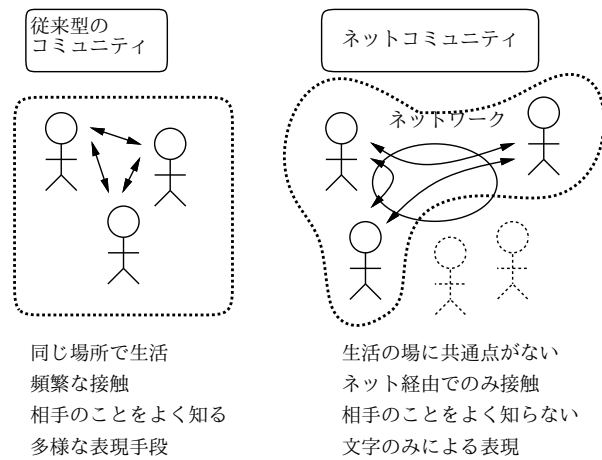 従来型の
コミュニティ
ネットコミュニティ
ネットワーク
同じ場所で生活
頻繁な接触
相手のことをよく知る
多様な表現手段
生活の場に共通点がない
ネット経由でのみ接触
相手のことをよく知らない
文字のみによる表現